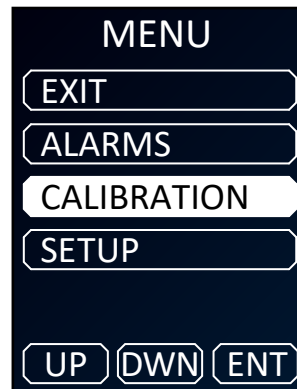 MENU
EXIT
ALARMS
CALIBRATION
SETUP
UP DWN ENT